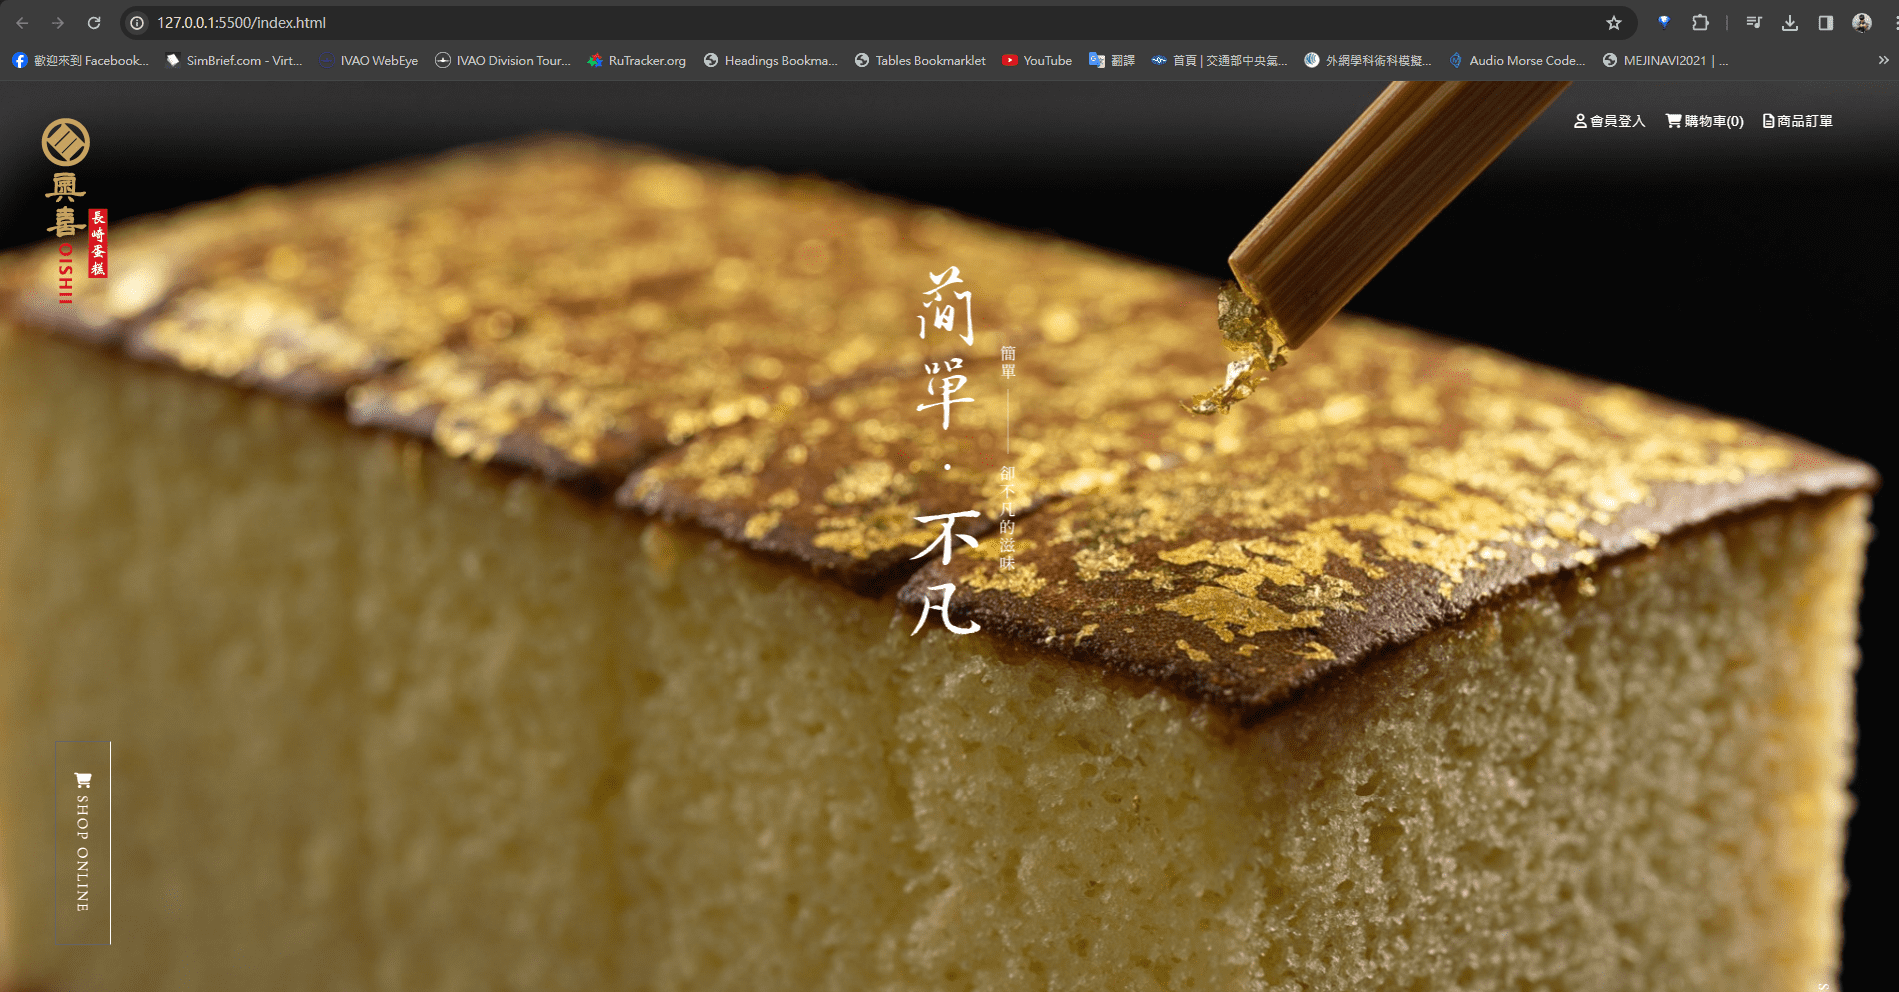 127.0.0.1:5500/index.html
歡迎來到 Facebook...
SimBrief.com - Virt...
IVAO WebEye
IVAO Division Tour...
RuTracker.org
Headings Bookma...
Tables Bookmarklet
YouTube
翻譯
首頁 | 交通部中央氣...
外網學科術科模擬...
Audio Morse Code...
MEJINAVI2021 | ...
»
會員登入
購物車(0)
商品訂單
奧喜
OISHII
長崎蛋糕
簡單
卻不凡的滋味
簡單·不凡
SHOP ONLINE
S